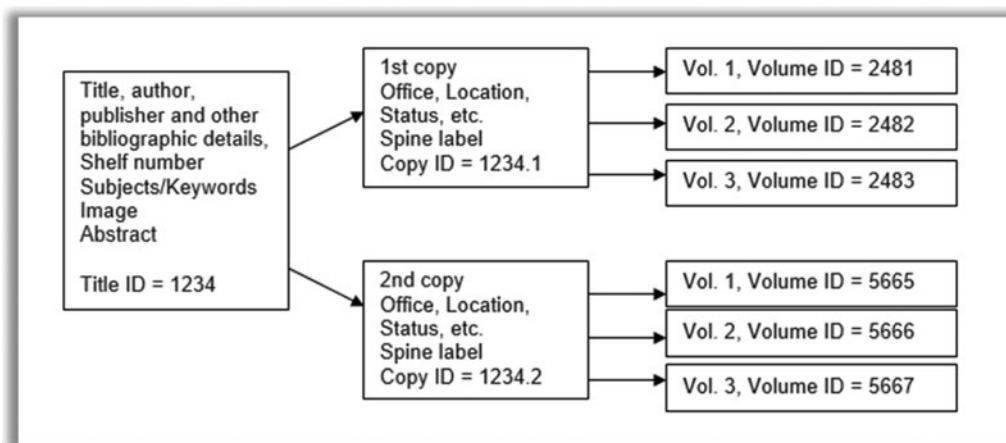 Title, author,
publisher and other
bibliographic details,
Shelf number
Subjects/Keywords
Image
Abstract
Title ID = 1234
1st copy
Office, Location,
Status, etc.
Spine label
Copy ID = 1234.1
Vol. 1, Volume ID = 2481
Vol. 2, Volume ID = 2482
Vol. 3, Volume ID = 2483
2nd copy
Office, Location,
Status, etc.
Spine label
Copy ID = 1234.2
Vol. 1, Volume ID = 5665
Vol. 2, Volume ID = 5666
Vol. 3, Volume ID = 5667